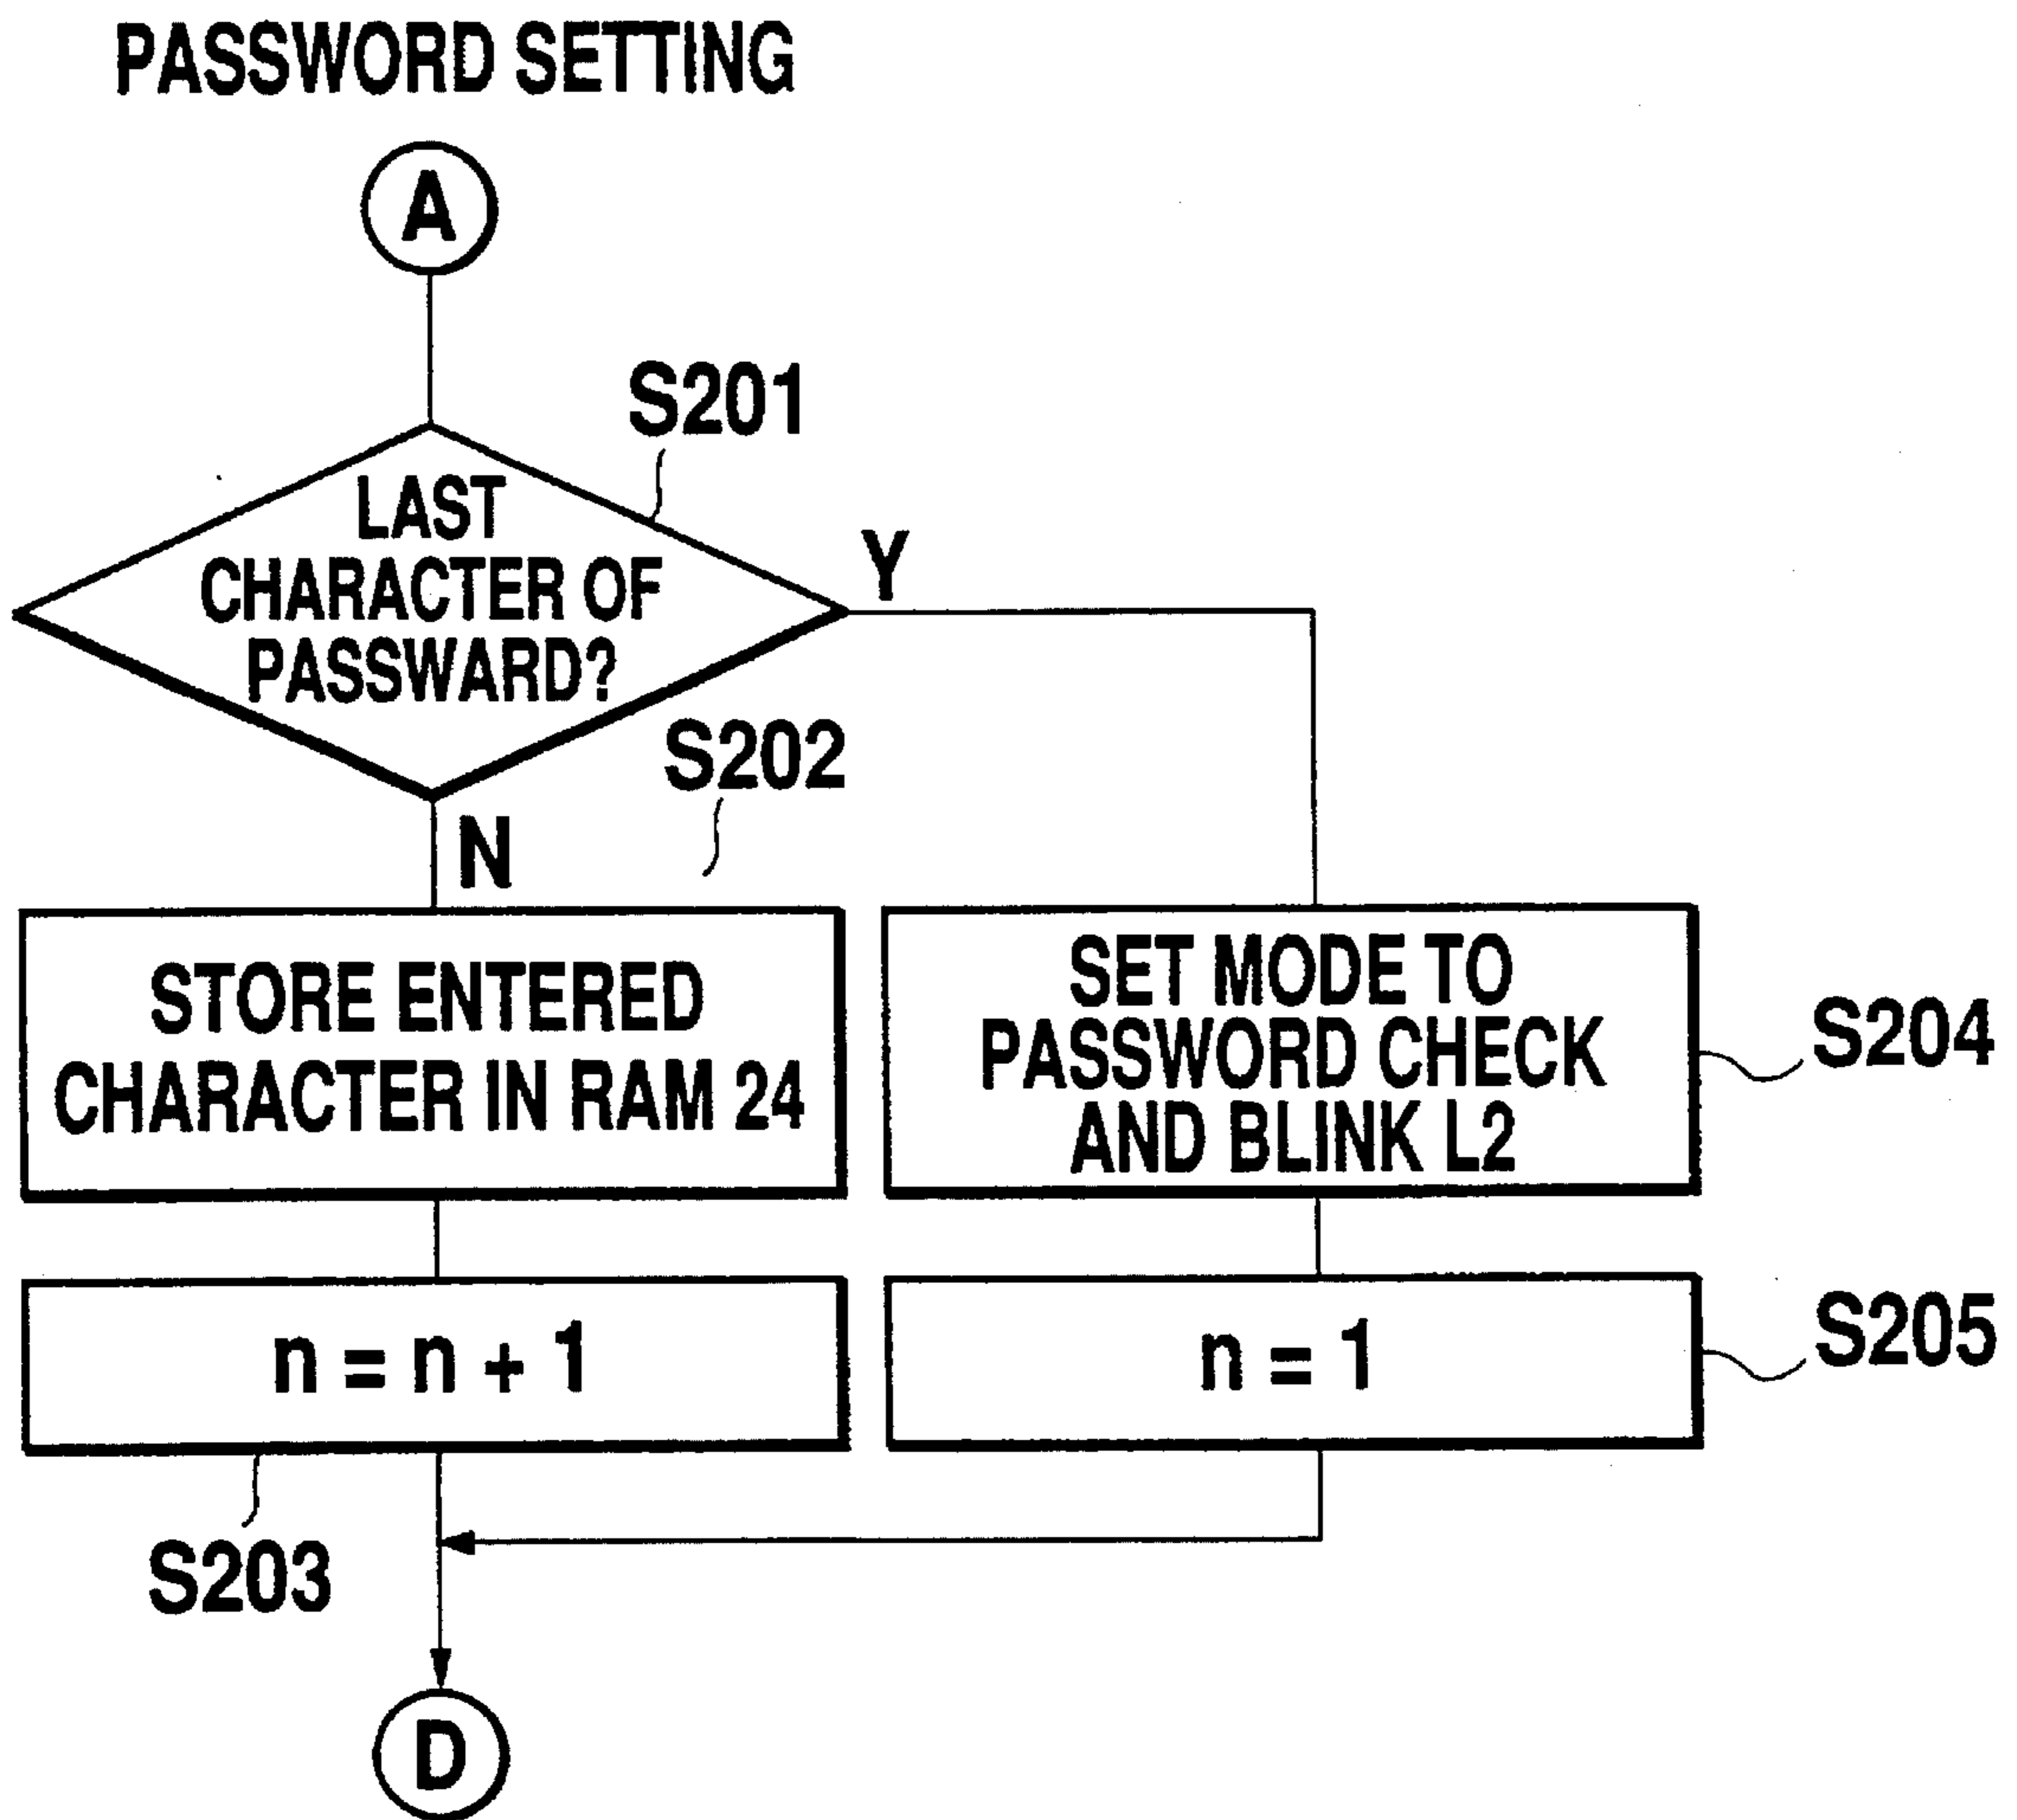 PASSWORD SETTING
A
S201
LAST
CHARACTER OF
PASSWARD?
Y
S202
N
STORE ENTERED
CHARACTER IN RAM 24
SET MODE TO
PASSWORD CHECK
AND BLINK L2
S204
n = n + 1
n = 1
S205
S203
D